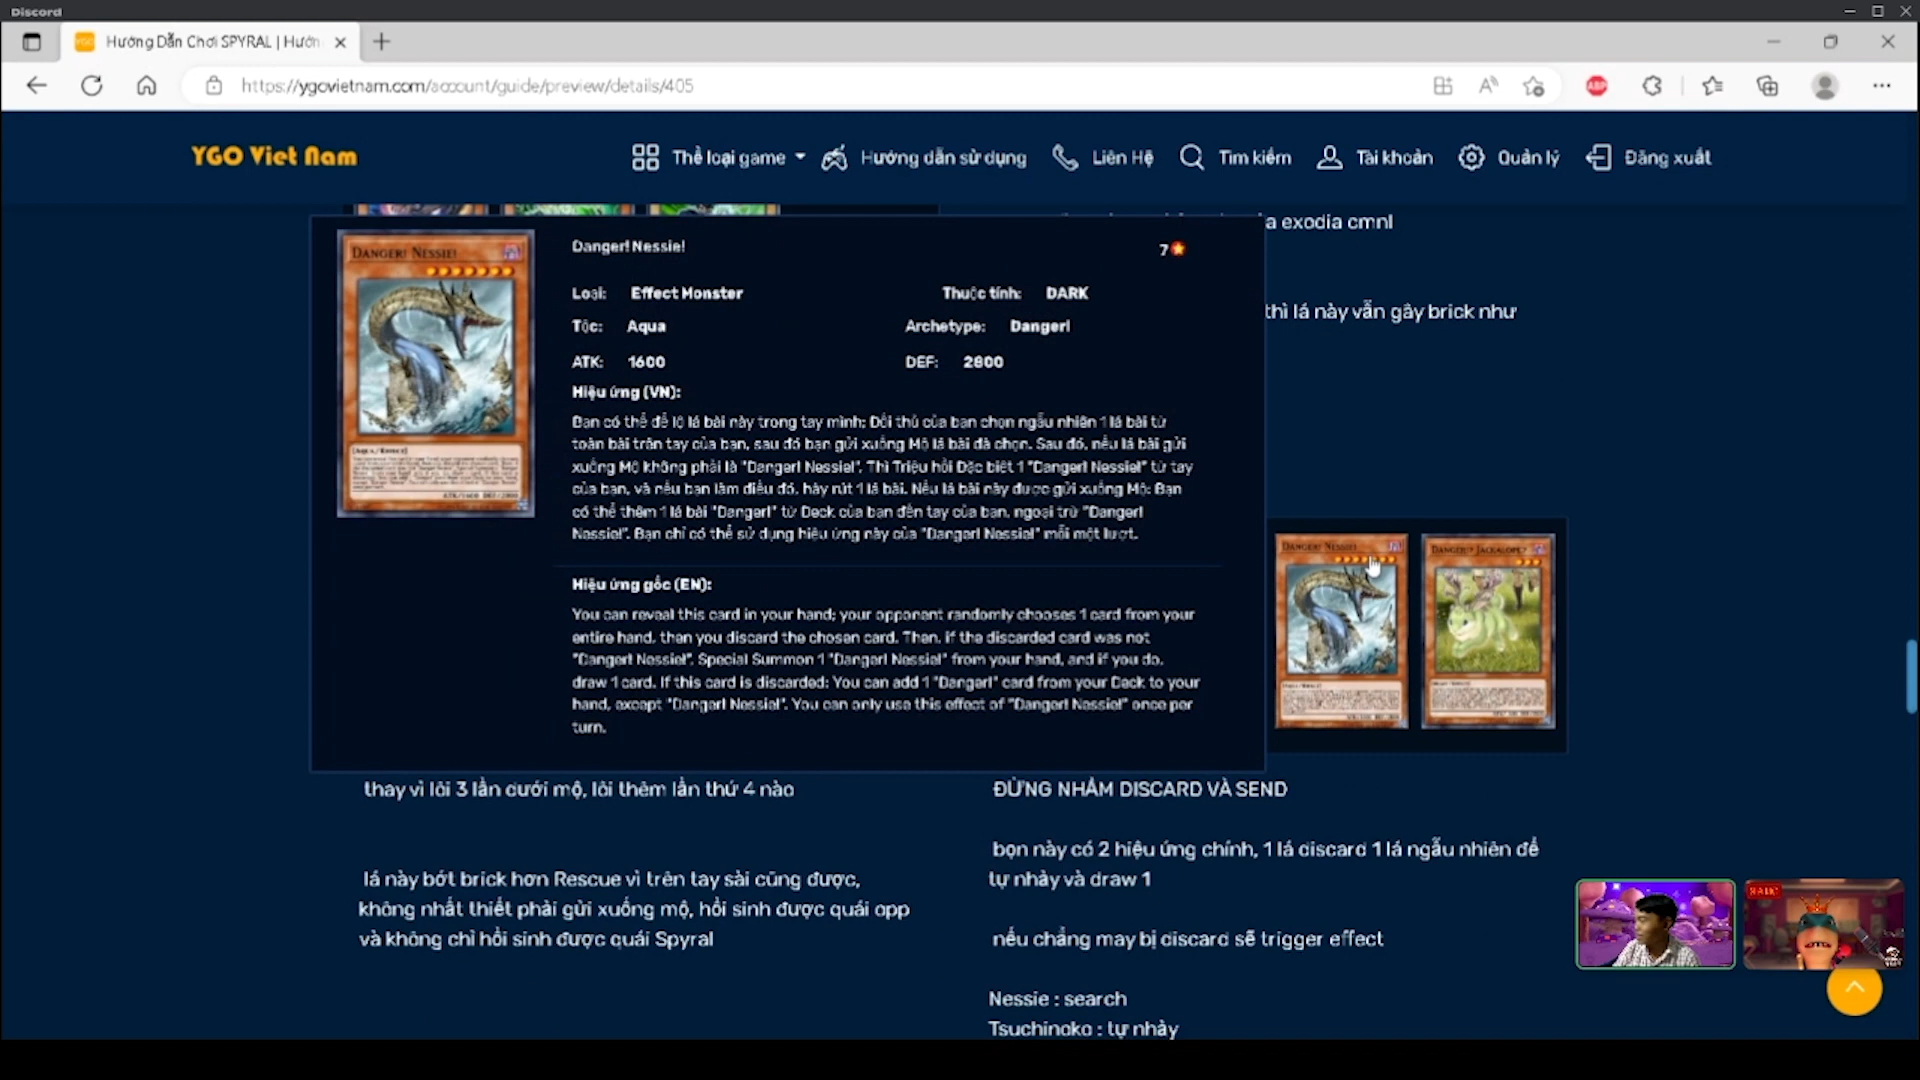 Discord
Hướng Dẫn Chơi SPYRAL | Hướn
https://ygovietnam.com/account/guide/preview/details/405
YGO Viet Nam
Thể loại game
Hướng dẫn sử dụng
Liên Hệ
Tìm kiếm
Tài khoản
Quản lý
Đăng xuất
a exodia cmnl
thì lá này vẫn gây brick như
DANGER! NESSIE!
Danger! Nessie!
7
Loại: Effect Monster
Thuộc tính: DARK
Tộc: Aqua
Archetype: Danger!
ATK: 1600
DEF: 2800
Hiệu ứng (VN):
Bạn có thể để lộ lá bài này trong tay mình; Đối thủ của bạn chọn ngẫu nhiên 1 lá bài từ
toàn bài trên tay của bạn, sau đó bạn gửi xuống Mộ lá bài đã chọn. Sau đó, nếu lá bài gửi
xuống Mộ không phải là "Danger! Nessie!", Thì Triệu hồi Đặc biệt 1 "Danger! Nessie!" từ tay
của bạn, và nếu bạn làm điều đó, hãy rút 1 lá bài. Nếu lá bài này được gửi xuống Mộ: Bạn
có thể thêm 1 lá bài "Danger!" từ Deck của bạn đến tay của bạn, ngoại trừ "Danger!
Nessie!". Bạn chỉ có thể sử dụng hiệu ứng này của "Danger! Nessie!" mỗi một lượt.
Hiệu ứng gốc (EN):
You can reveal this card in your hand; your opponent randomly chooses 1 card from your
entire hand, then you discard the chosen card. Then, if the discarded card was not
"Danger! Nessie!", Special Summon 1 "Danger! Nessie!" from your hand, and if you do,
draw 1 card. If this card is discarded: You can add 1 "Danger!" card from your Deck to your
hand, except "Danger! Nessie!". You can only use this effect of "Danger! Nessie!" once per
turn.
DANGER! NESSIE!
DANGER? JACKALOPE?
thay vì lôi 3 lần dưới mộ, lôi thêm lần thứ 4 nào
lá này bớt brick hơn Rescue vì trên tay sài cũng được,
không nhất thiết phải gửi xuống mộ, hồi sinh được quái opp
và không chỉ hồi sinh được quái Spyral
ĐỪNG NHẦM DISCARD VÀ SEND
bọn này có 2 hiệu ứng chính, 1 lá discard 1 lá ngẫu nhiên để
tự nhảy và draw 1
nếu chẳng may bị discard sẽ trigger effect
Nessie : search
Tsuchinoko : tự nhảy